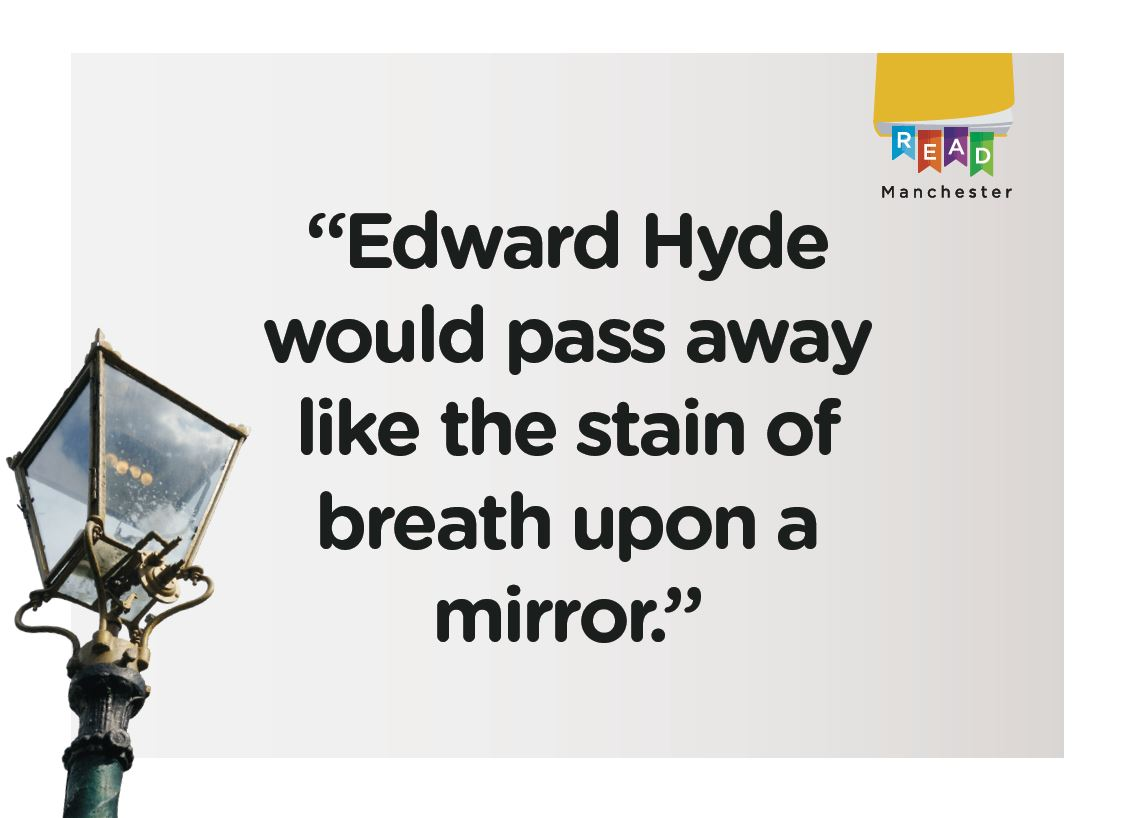 READ
Manchester
“Edward Hyde
would pass away
like the stain of
breath upon a
mirror.”